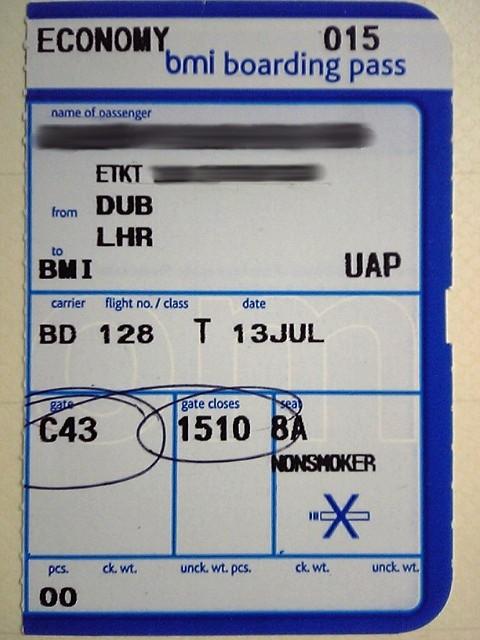 ECONOMY 015
bmi boarding pass
name of passenger
ETKT
from DUB
LHR
to
BMI UAP
carrier flight no. / class date
BD 128 T 13JUL
gate gate closes seat
C43 1510 8A
NONSMOKER
pcs. ck. wt. unck. wt. pcs. ck. wt. unck. wt.
00